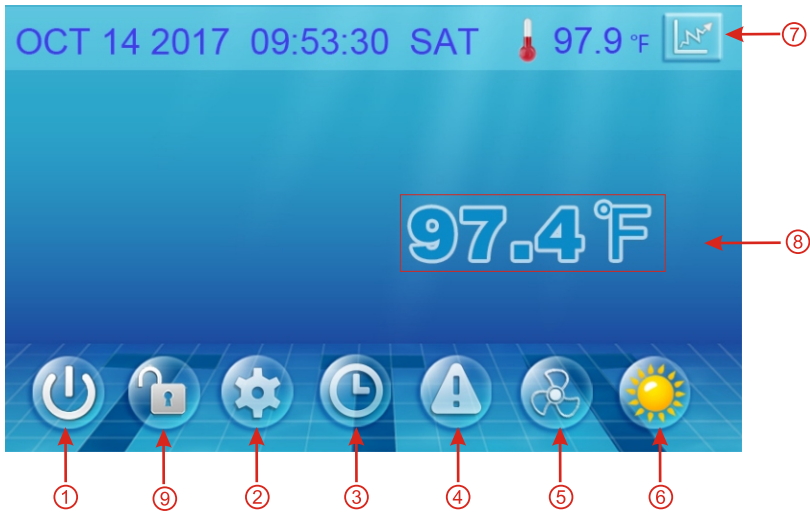 OCT 14 2017 09:53:30 SAT 97.9 °F ⑦
97.4°F
⑧
① ⑨ ② ③ ④ ⑤ ⑥